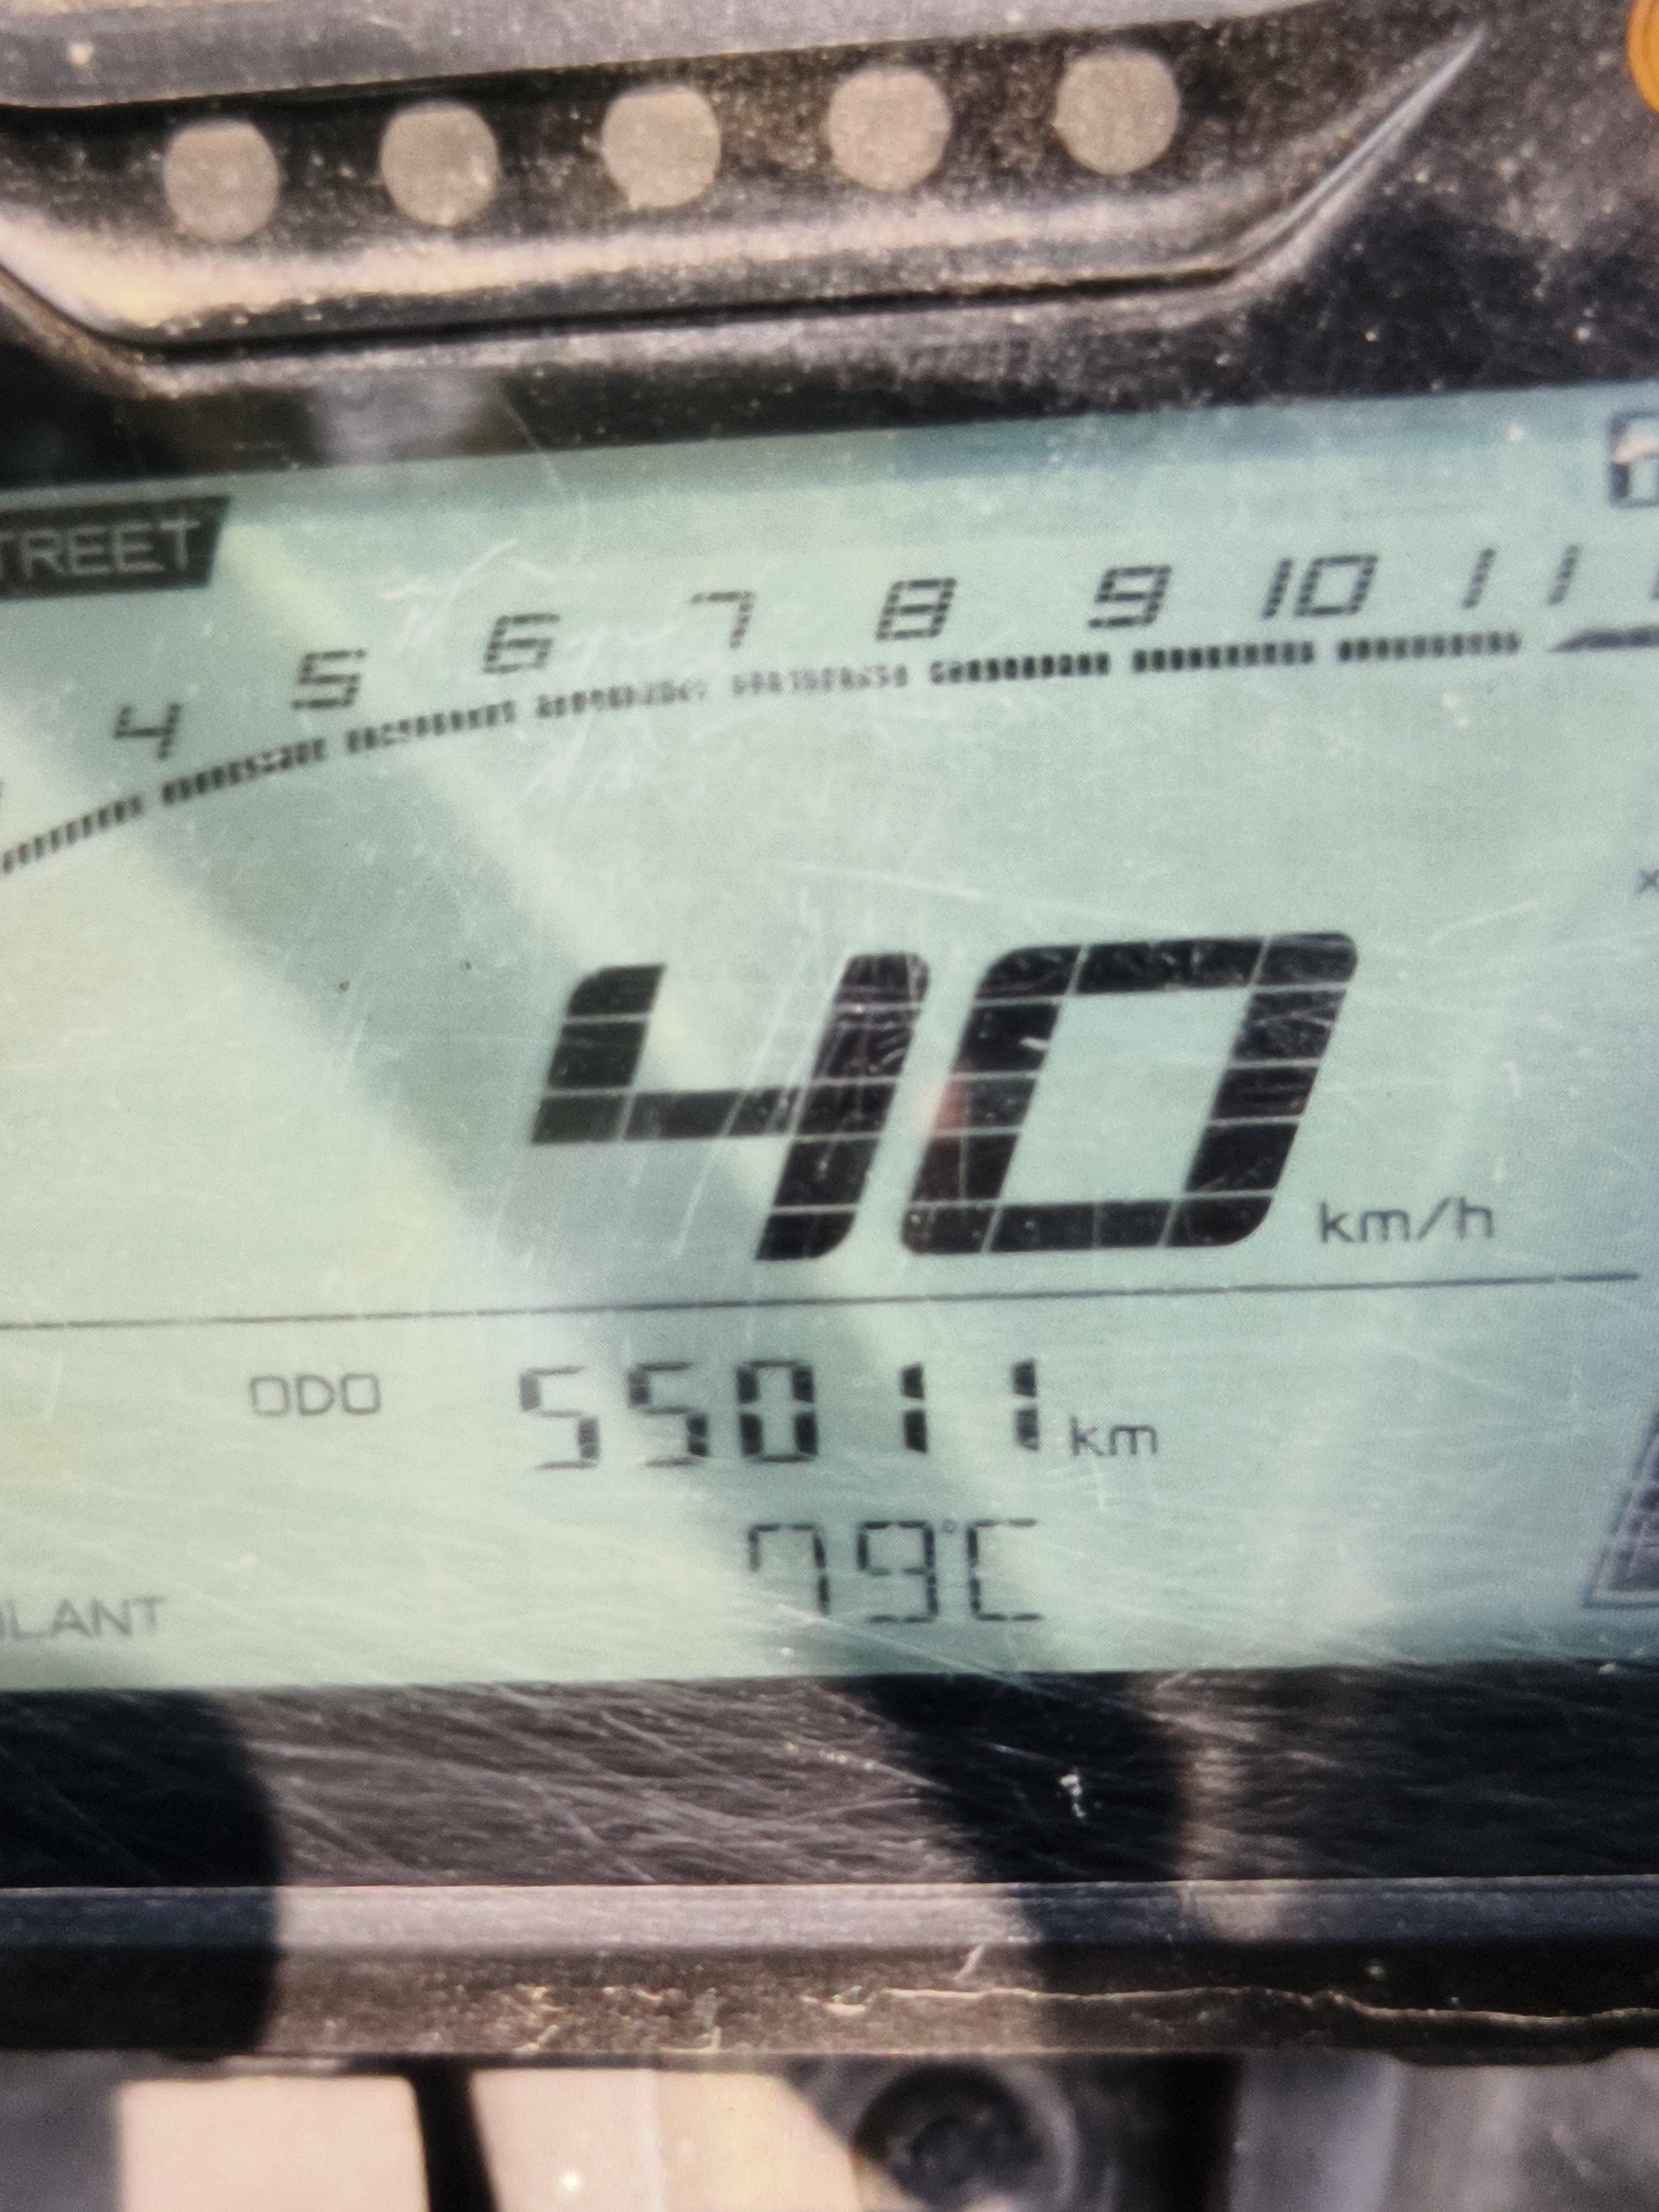 TREET
4 5 6 7 8 9 10 11
40 km/h
ODO 55011 km
79°C
LANT